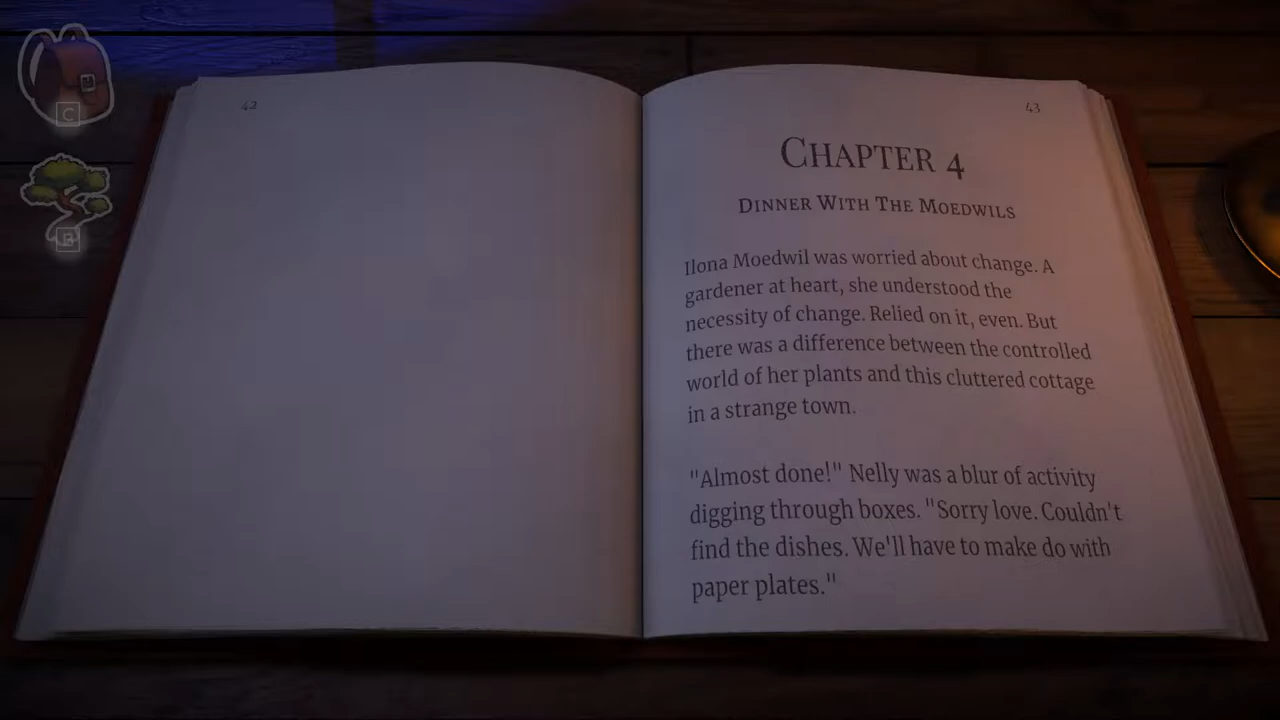 C
B
42
43
CHAPTER 4
DINNER WITH THE MOEDWILS
Ilona Moedwil was worried about change. A
gardener at heart, she understood the
necessity of change. Relied on it, even. But
there was a difference between the controlled
world of her plants and this cluttered cottage
in a strange town.
"Almost done!" Nelly was a blur of activity
digging through boxes. "Sorry love. Couldn't
find the dishes. We'll have to make do with
paper plates."